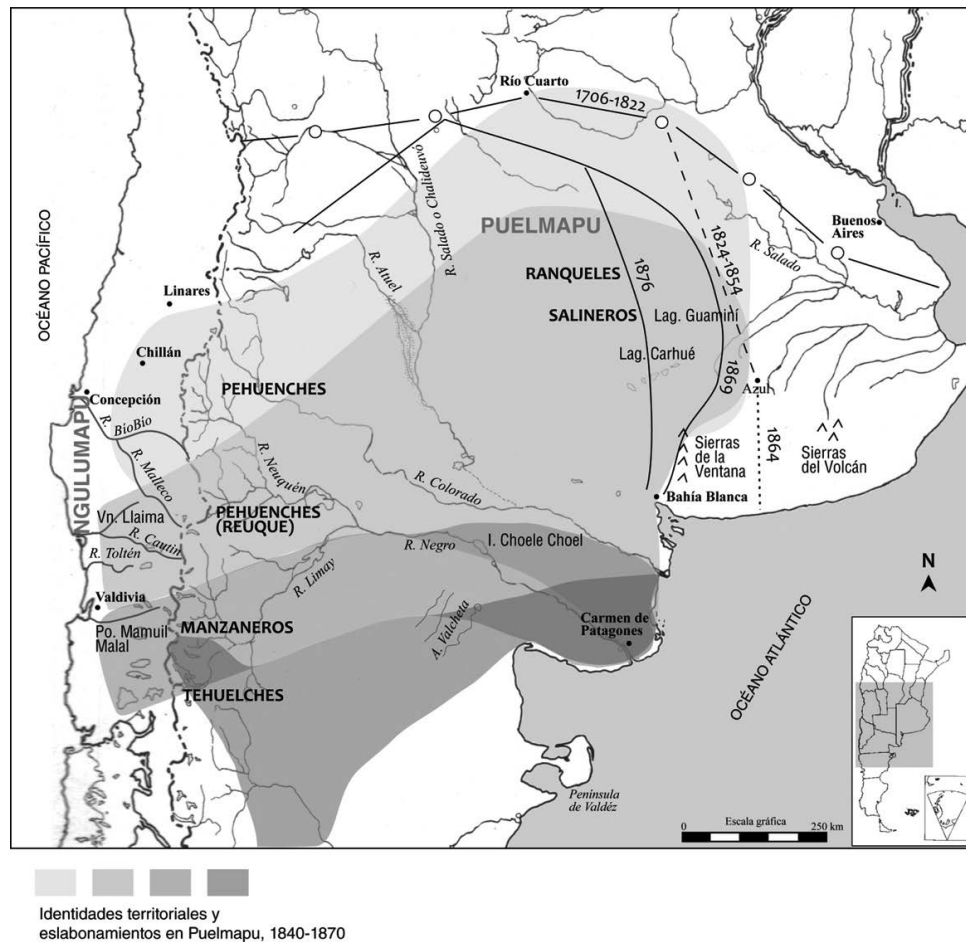 Río Cuarto
1706-1822
OCÉANO PACÍFICO
R. Salado o Chalideuvú
PUELMAPU
I.
Buenos
Aires
R. Atuel
1824-1854
R. Salado
RANQUELES
1876
Linares
SALINEROS
Lag. Guaminí
Chillán
Lag. Carhué
PEHUENCHES
1869
Azul
Concepción
NGULUMAPU
R. BioBio
1864
Sierras
de la
Ventana
Sierras
del Volcán
R. Malleco
R. Neuquén
R. Colorado
Bahía Blanca
Vn. Llaima
PEHUENCHES
(REUQUE)
R. Cautin
R. Negro
I. Choele Choel
R. Toltén
R. Limay
N
Valdivia
Po. Mamuil
Malal
MANZANEROS
A. Valcheta
Carmen de
Patagones
OCÉANO ATLÁNTICO
TEHUELCHES
Península
de Valdéz
Escala gráfica
0
250 km
Identidades territoriales y
eslabonamientos en Puelmapu, 1840-1870